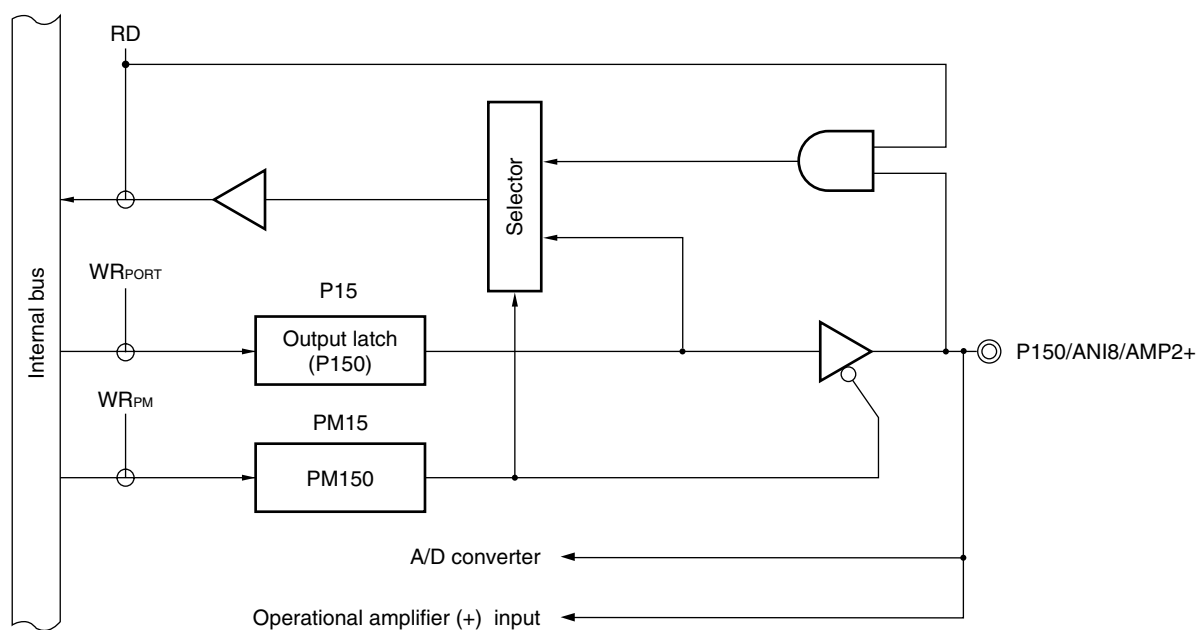 RD
Selector
Internal bus
WRPORT
P15
Output latch
(P150)
P150/ANI8/AMP2+
WRPM
PM15
PM150
A/D converter
Operational amplifier (+) input